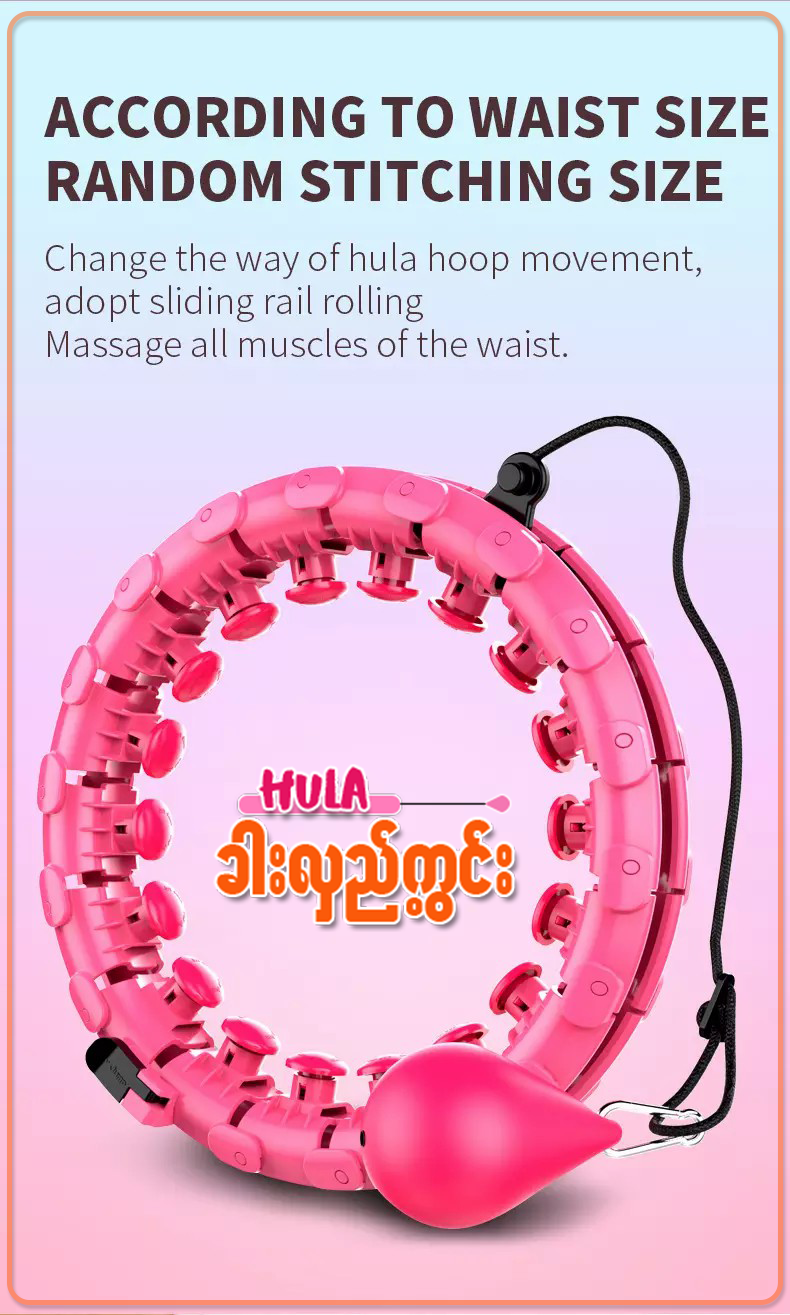 ACCORDING TO WAIST SIZE
RANDOM STITCHING SIZE
Change the way of hula hoop movement,
adopt sliding rail rolling
Massage all muscles of the waist.
HULA
ခါးလှည့်ကွင်း